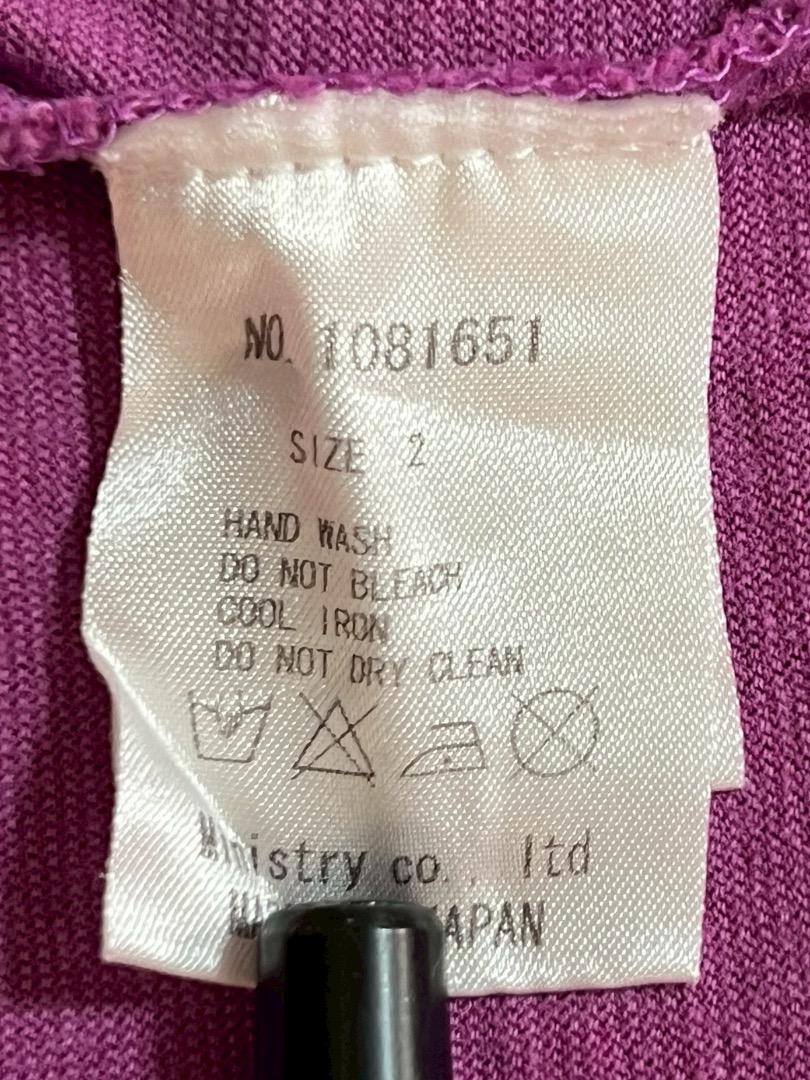 NO. 1081651
SIZE 2
HAND WASH
DO NOT BLEACH
COOL IRON
DO NOT DRY CLEAN
Ministry co., ltd
JAPAN